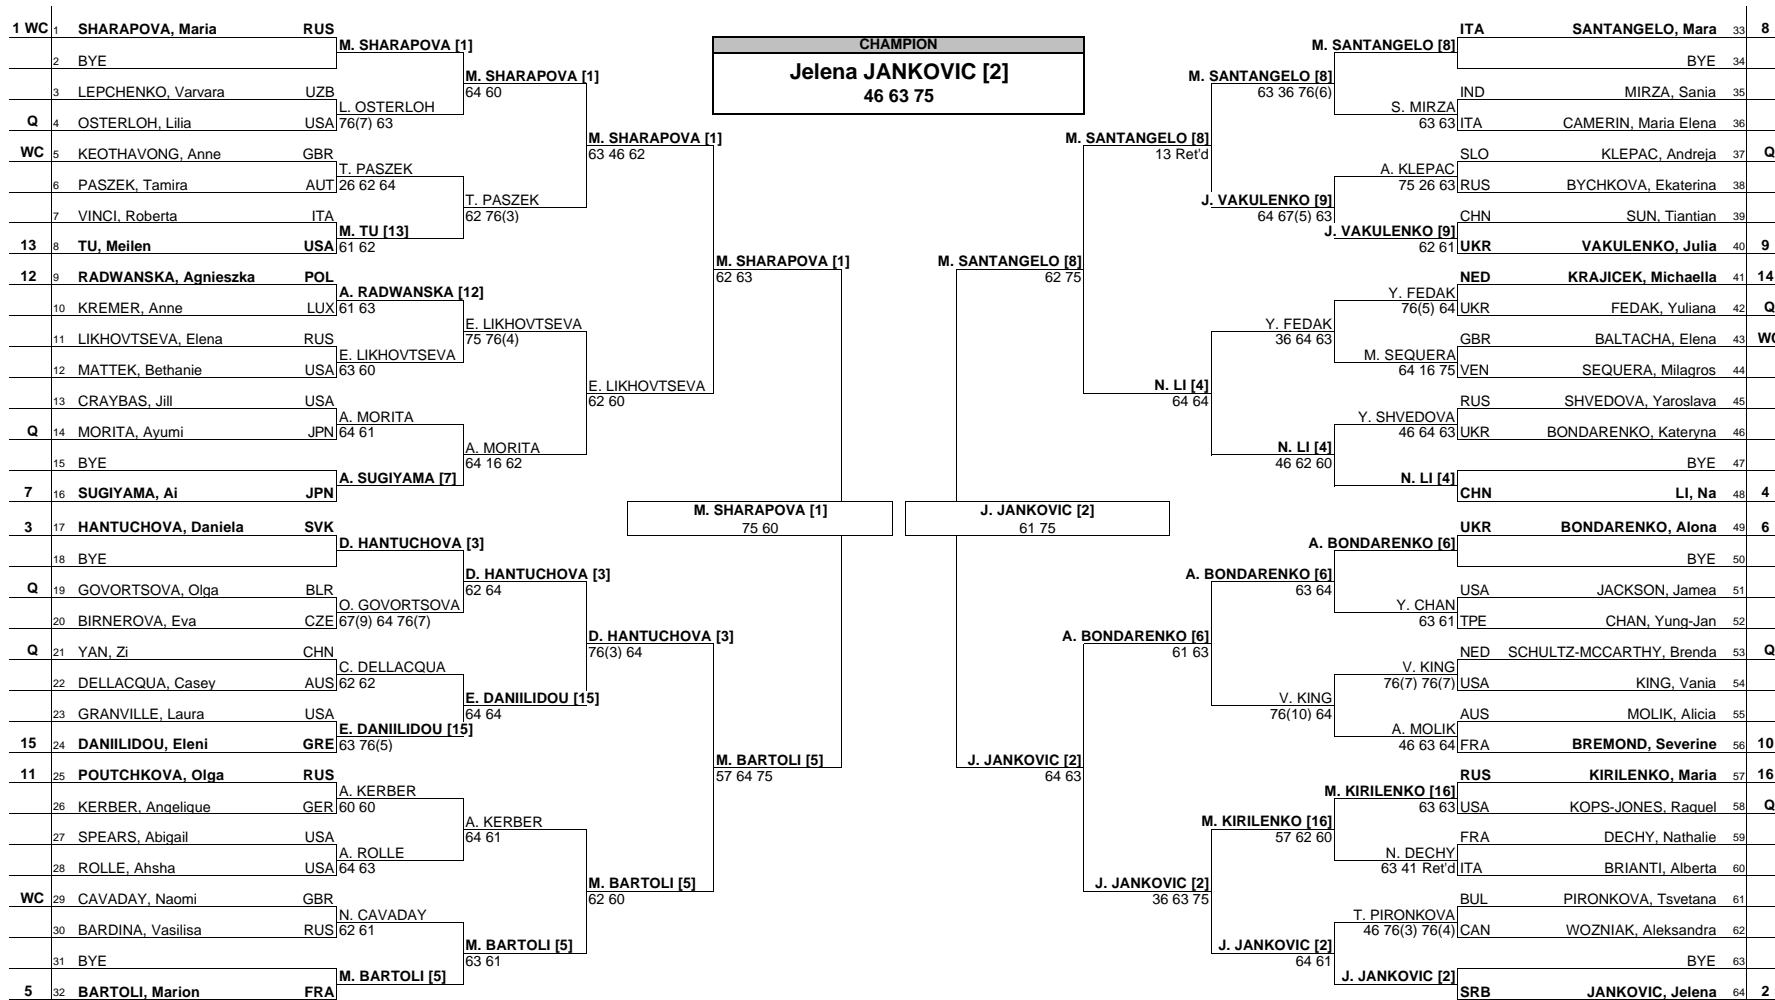 CHAMPION
Jelena JANKOVIC [2]
46 63 75
1 WC 1 SHARAPOVA, Maria RUS
M. SHARAPOVA [1]
2 BYE
M. SHARAPOVA [1]
64 60
3 LEPCHENKO, Varvara UZB
L. OSTERLOH
Q 4 OSTERLOH, Lilia USA 76(7) 63
M. SHARAPOVA [1]
63 46 62
WC 5 KEOTHAVONG, Anne GBR
T. PASZEK
6 PASZEK, Tamira AUT 26 62 64
T. PASZEK
62 76(3)
7 VINCI, Roberta ITA
M. TU [13]
13 8 TU, Meilen USA 61 62
M. SHARAPOVA [1]
62 63
12 9 RADWANSKA, Agnieszka POL
A. RADWANSKA [12]
10 KREMER, Anne LUX 61 63
E. LIKHOVTSEVA
75 76(4)
11 LIKHOVTSEVA, Elena RUS
E. LIKHOVTSEVA
12 MATTEK, Bethanie USA 63 60
E. LIKHOVTSEVA
62 60
13 CRAYBAS, Jill USA
A. MORITA
Q 14 MORITA, Ayumi JPN 64 61
A. MORITA
64 16 62
15 BYE
A. SUGIYAMA [7]
7 16 SUGIYAMA, Ai JPN
M. SHARAPOVA [1]
75 60
3 17 HANTUCHOVA, Daniela SVK
D. HANTUCHOVA [3]
18 BYE
D. HANTUCHOVA [3]
62 64
Q 19 GOVORTSOVA, Olga BLR
O. GOVORTSOVA
20 BIRNEROVA, Eva CZE 67(9) 64 76(7)
D. HANTUCHOVA [3]
76(3) 64
Q 21 YAN, Zi CHN
C. DELLACQUA
22 DELLACQUA, Casey AUS 62 62
E. DANIILIDOU [15]
64 64
23 GRANVILLE, Laura USA
E. DANIILIDOU [15]
15 24 DANIILIDOU, Eleni GRE 63 76(5)
M. BARTOLI [5]
57 64 75
11 25 POUTCHKOVA, Olga RUS
A. KERBER
26 KERBER, Angelique GER 60 60
A. KERBER
64 61
27 SPEARS, Abigail USA
A. ROLLE
28 ROLLE, Ahsha USA 64 63
M. BARTOLI [5]
62 60
WC 29 CAVADAY, Naomi GBR
N. CAVADAY
30 BARDINA, Vasilisa RUS 62 61
M. BARTOLI [5]
63 61
31 BYE
M. BARTOLI [5]
5 32 BARTOLI, Marion FRA
ITA SANTANGELO, Mara 33 8
M. SANTANGELO [8]
BYE 34
M. SANTANGELO [8]
63 36 76(6)
IND MIRZA, Sania 35
S. MIRZA
63 63 ITA CAMERIN, Maria Elena 36
M. SANTANGELO [8]
13 Ret'd
SLO KLEPAC, Andreja 37 Q
A. KLEPAC
75 26 63 RUS BYCHKOVA, Ekaterina 38
J. VAKULENKO [9]
64 67(5) 63
CHN SUN, Tiantian 39
J. VAKULENKO [9]
62 61 UKR VAKULENKO, Julia 40 9
M. SANTANGELO [8]
62 75
NED KRAJICEK, Michaella 41 14
Y. FEDAK
76(5) 64 UKR FEDAK, Yuliana 42 Q
Y. FEDAK
36 64 63
GBR BALTACHA, Elena 43 WC
M. SEQUERA
64 16 75 VEN SEQUERA, Milagros 44
N. LI [4]
64 64
RUS SHVEDOVA, Yaroslava 45
Y. SHVEDOVA
46 64 63 UKR BONDARENKO, Kateryna 46
N. LI [4]
46 62 60
BYE 47
N. LI [4]
CHN LI, Na 48 4
J. JANKOVIC [2]
61 75
UKR BONDARENKO, Alona 49 6
A. BONDARENKO [6]
BYE 50
A. BONDARENKO [6]
63 64
USA JACKSON, Jamea 51
Y. CHAN
63 61 TPE CHAN, Yung-Jan 52
A. BONDARENKO [6]
61 63
NED SCHULTZ-MCCARTHY, Brenda 53 Q
V. KING
76(7) 76(7) USA KING, Vania 54
V. KING
76(10) 64
AUS MOLIK, Alicia 55
A. MOLIK
46 63 64 FRA BREMOND, Severine 56 10
J. JANKOVIC [2]
64 63
RUS KIRILENKO, Maria 57 16
M. KIRILENKO [16]
63 63 USA KOPS-JONES, Raquel 58 Q
M. KIRILENKO [16]
57 62 60
FRA DECHY, Nathalie 59
N. DECHY
63 41 Ret'd ITA BRIANTI, Alberta 60
J. JANKOVIC [2]
36 63 75
BUL PIRONKOVA, Tsvetana 61
T. PIRONKOVA
46 76(3) 76(4) CAN WOZNIAK, Aleksandra 62
J. JANKOVIC [2]
64 61
BYE 63
J. JANKOVIC [2]
SRB JANKOVIC, Jelena 64 2